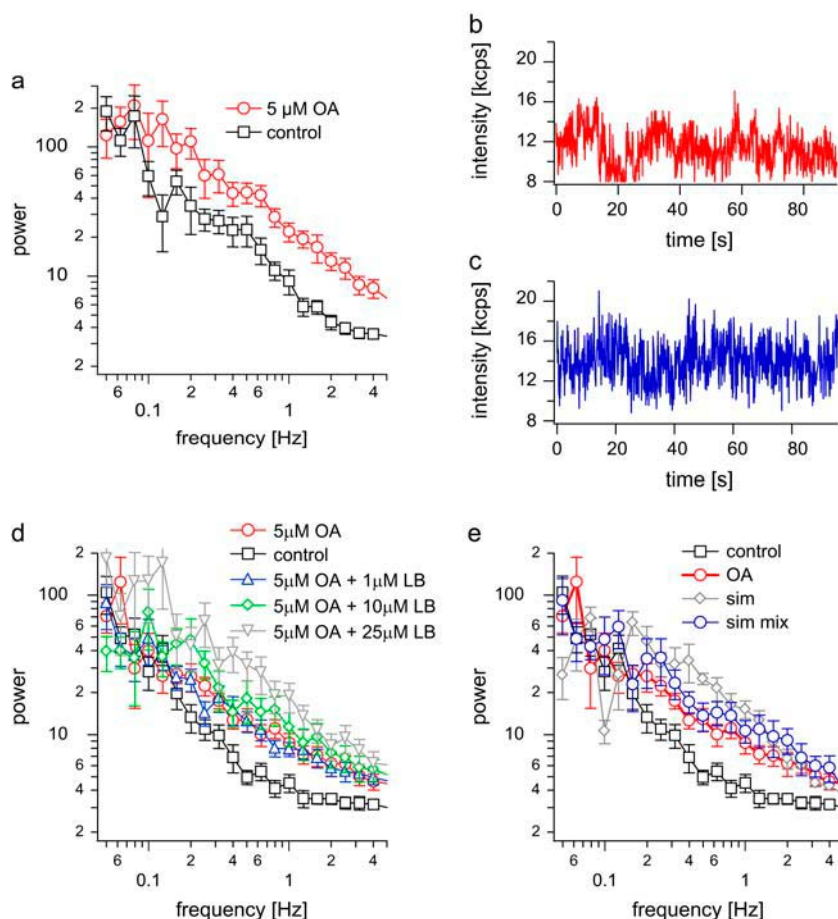 a
5 µM OA
control
power
2
100
6
4
2
10
6
4
2
6
0.1
2
4
6
1
2
4
frequency [Hz]
b
intensity [kcps]
20
16
12
8
0
20
40
60
80
time [s]
c
intensity [kcps]
20
16
12
8
0
20
40
60
80
time [s]
d
5µM OA
control
5µM OA + 1µM LB
5µM OA + 10µM LB
5µM OA + 25µM LB
power
100
6
4
2
10
6
4
2
6
0.1
2
4
6
1
2
4
frequency [Hz]
e
control
OA
sim
sim mix
power
100
6
4
2
10
6
4
2
6
0.1
2
4
6
1
2
4
frequency [Hz]